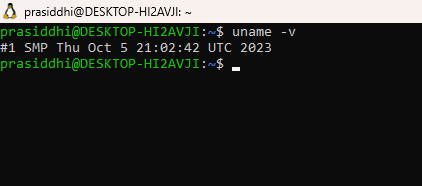 prasiddhi@DESKTOP-HI2AVJI: ~
prasiddhi@DESKTOP-HI2AVJI:~$ uname -v
#1 SMP Thu Oct 5 21:02:42 UTC 2023
prasiddhi@DESKTOP-HI2AVJI:~$